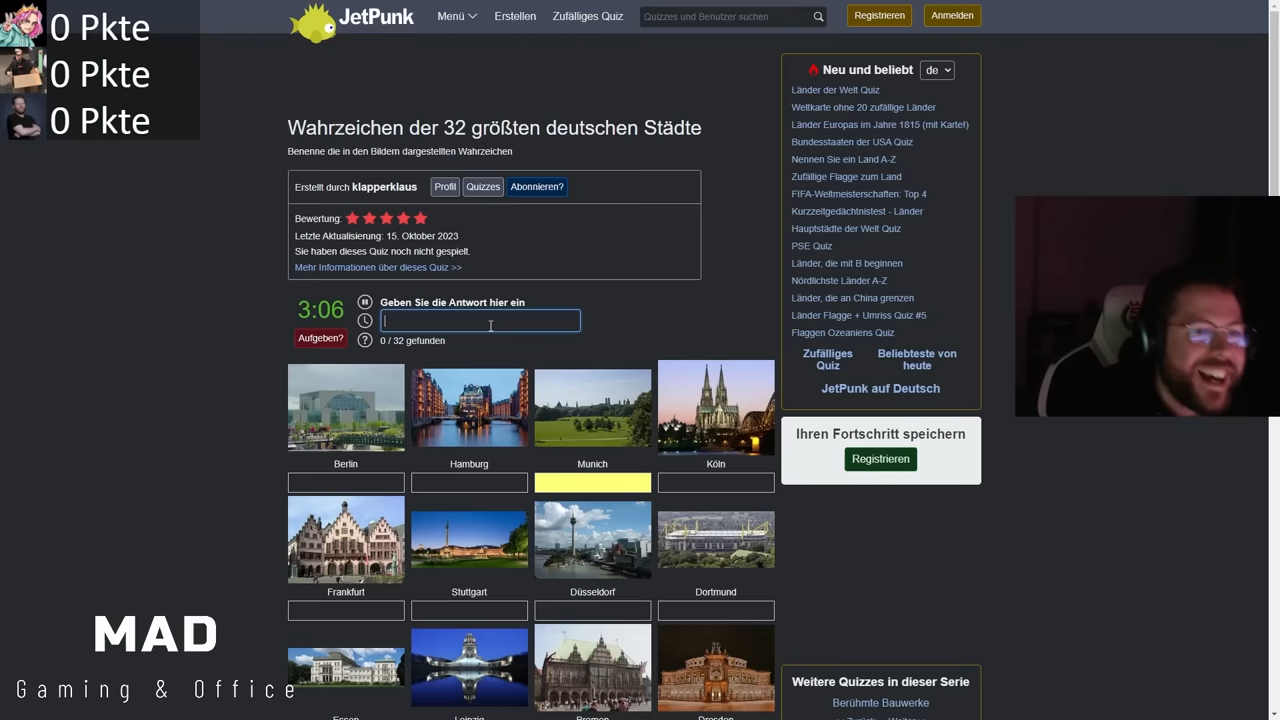 0 Pkte
0 Pkte
0 Pkte
JetPunk
Menü
Erstellen
Zufälliges Quiz
Quizzes und Benutzer suchen
Registrieren
Anmelden
Wahrzeichen der 32 größten deutschen Städte
Benenne die in den Bildern dargestellten Wahrzeichen
Erstellt durch klapperklaus
Profil
Quizzes
Abonnieren?
Bewertung:
Letzte Aktualisierung: 15. Oktober 2023
Sie haben dieses Quiz noch nicht gespielt.
Mehr Informationen über dieses Quiz >>
3:06
Aufgeben?
Geben Sie die Antwort hier ein
0 / 32 gefunden
Berlin
Hamburg
Munich
Köln
Frankfurt
Stuttgart
Düsseldorf
Dortmund
Essen
Leipzig
Bremen
Dresden
Neu und beliebt
de
Länder der Welt Quiz
Weltkarte ohne 20 zufällige Länder
Länder Europas im Jahre 1815 (mit Karte!)
Bundesstaaten der USA Quiz
Nennen Sie ein Land A-Z
Zufällige Flagge zum Land
FIFA-Weltmeisterschaften: Top 4
Kurzzeitgedächtnistest - Länder
Hauptstädte der Welt Quiz
PSE Quiz
Länder, die mit B beginnen
Nördlichste Länder A-Z
Länder, die an China grenzen
Länder Flagge + Umriss Quiz #5
Flaggen Ozeaniens Quiz
Zufälliges Quiz
Beliebteste von heute
JetPunk auf Deutsch
Ihren Fortschritt speichern
Registrieren
Weitere Quizzes in dieser Serie
Berühmte Bauwerke
MAD
Gaming & Office